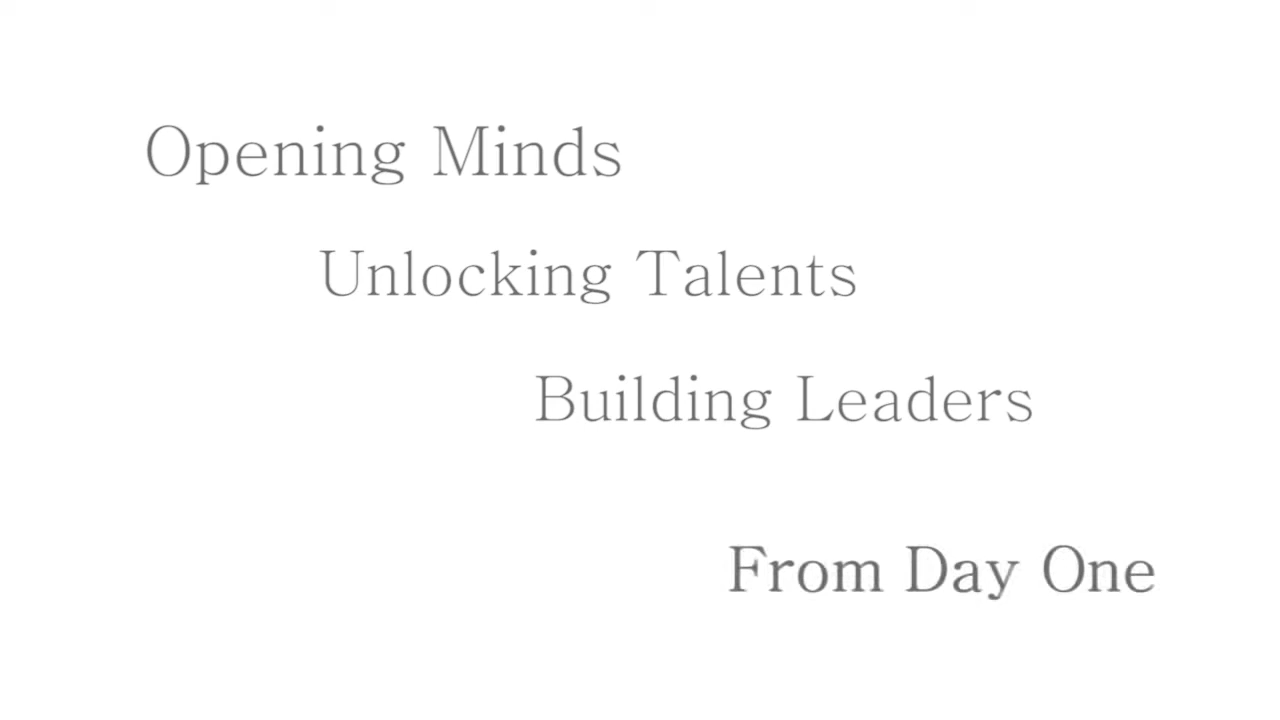 Opening Minds
Unlocking Talents
Building Leaders
From Day One